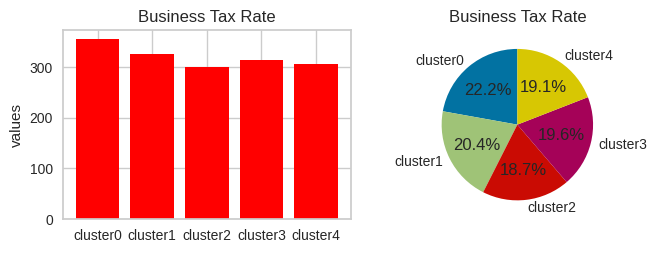 Business Tax Rate
values
300
200
100
0
cluster0 cluster1 cluster2 cluster3 cluster4
Business Tax Rate
cluster0
22.2%
cluster1
20.4%
cluster2
18.7%
cluster3
19.6%
cluster4
19.1%